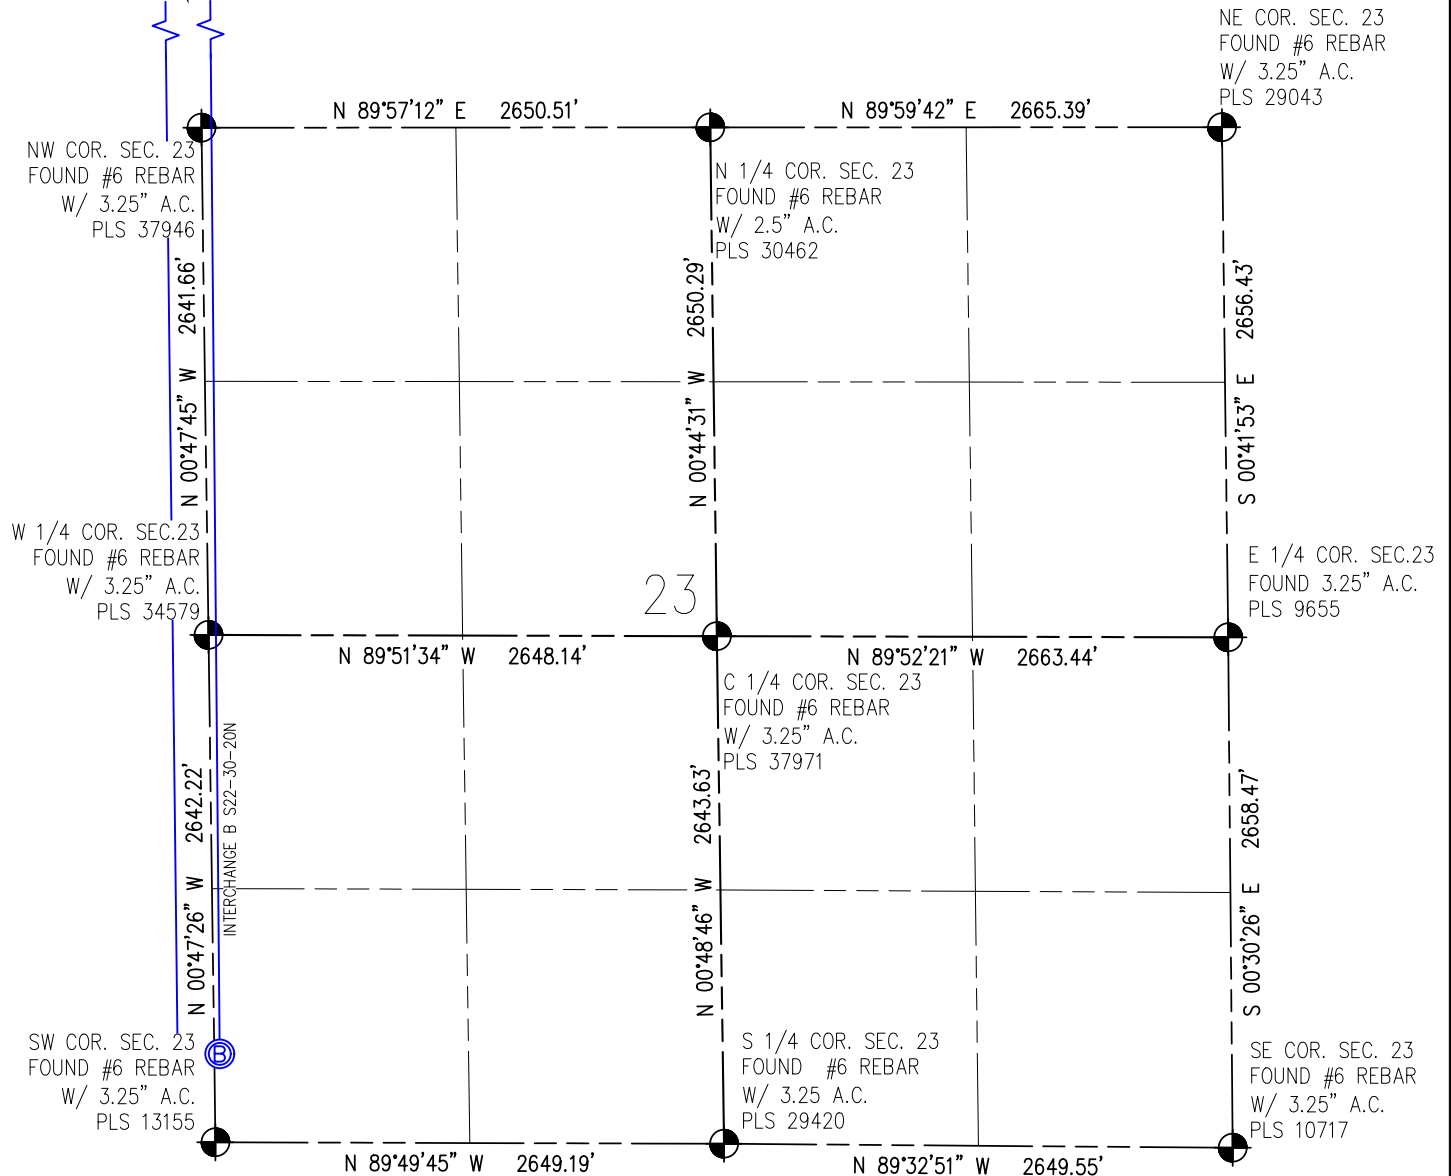 NE COR. SEC. 23
FOUND #6 REBAR
W/ 3.25" A.C.
PLS 29043
N 89°57'12" E 2650.51'
N 89°59'42" E 2665.39'
NW COR. SEC. 23
FOUND #6 REBAR
W/ 3.25" A.C.
PLS 37946
N 1/4 COR. SEC. 23
FOUND #6 REBAR
W/ 2.5" A.C.
PLS 30462
N 00°47'45" W 2641.66'
N 00°44'31" W 2650.29'
S 00°41'53" E 2656.43'
W 1/4 COR. SEC.23
FOUND #6 REBAR
W/ 3.25" A.C.
PLS 34579
23
E 1/4 COR. SEC.23
FOUND 3.25" A.C.
PLS 9655
N 89°51'34" W 2648.14'
N 89°52'21" W 2663.44'
C 1/4 COR. SEC. 23
FOUND #6 REBAR
W/ 3.25" A.C.
PLS 37971
N 00°47'26" W 2642.22'
INTERCHANGE B S22-30-20N
N 00°48'46" W 2643.63'
S 00°30'26" E 2658.47'
SW COR. SEC. 23
FOUND #6 REBAR
W/ 3.25" A.C.
PLS 13155
B
S 1/4 COR. SEC. 23
FOUND #6 REBAR
W/ 3.25 A.C.
PLS 29420
SE COR. SEC. 23
FOUND #6 REBAR
W/ 3.25" A.C.
PLS 10717
N 89°49'45" W 2649.19'
N 89°32'51" W 2649.55'